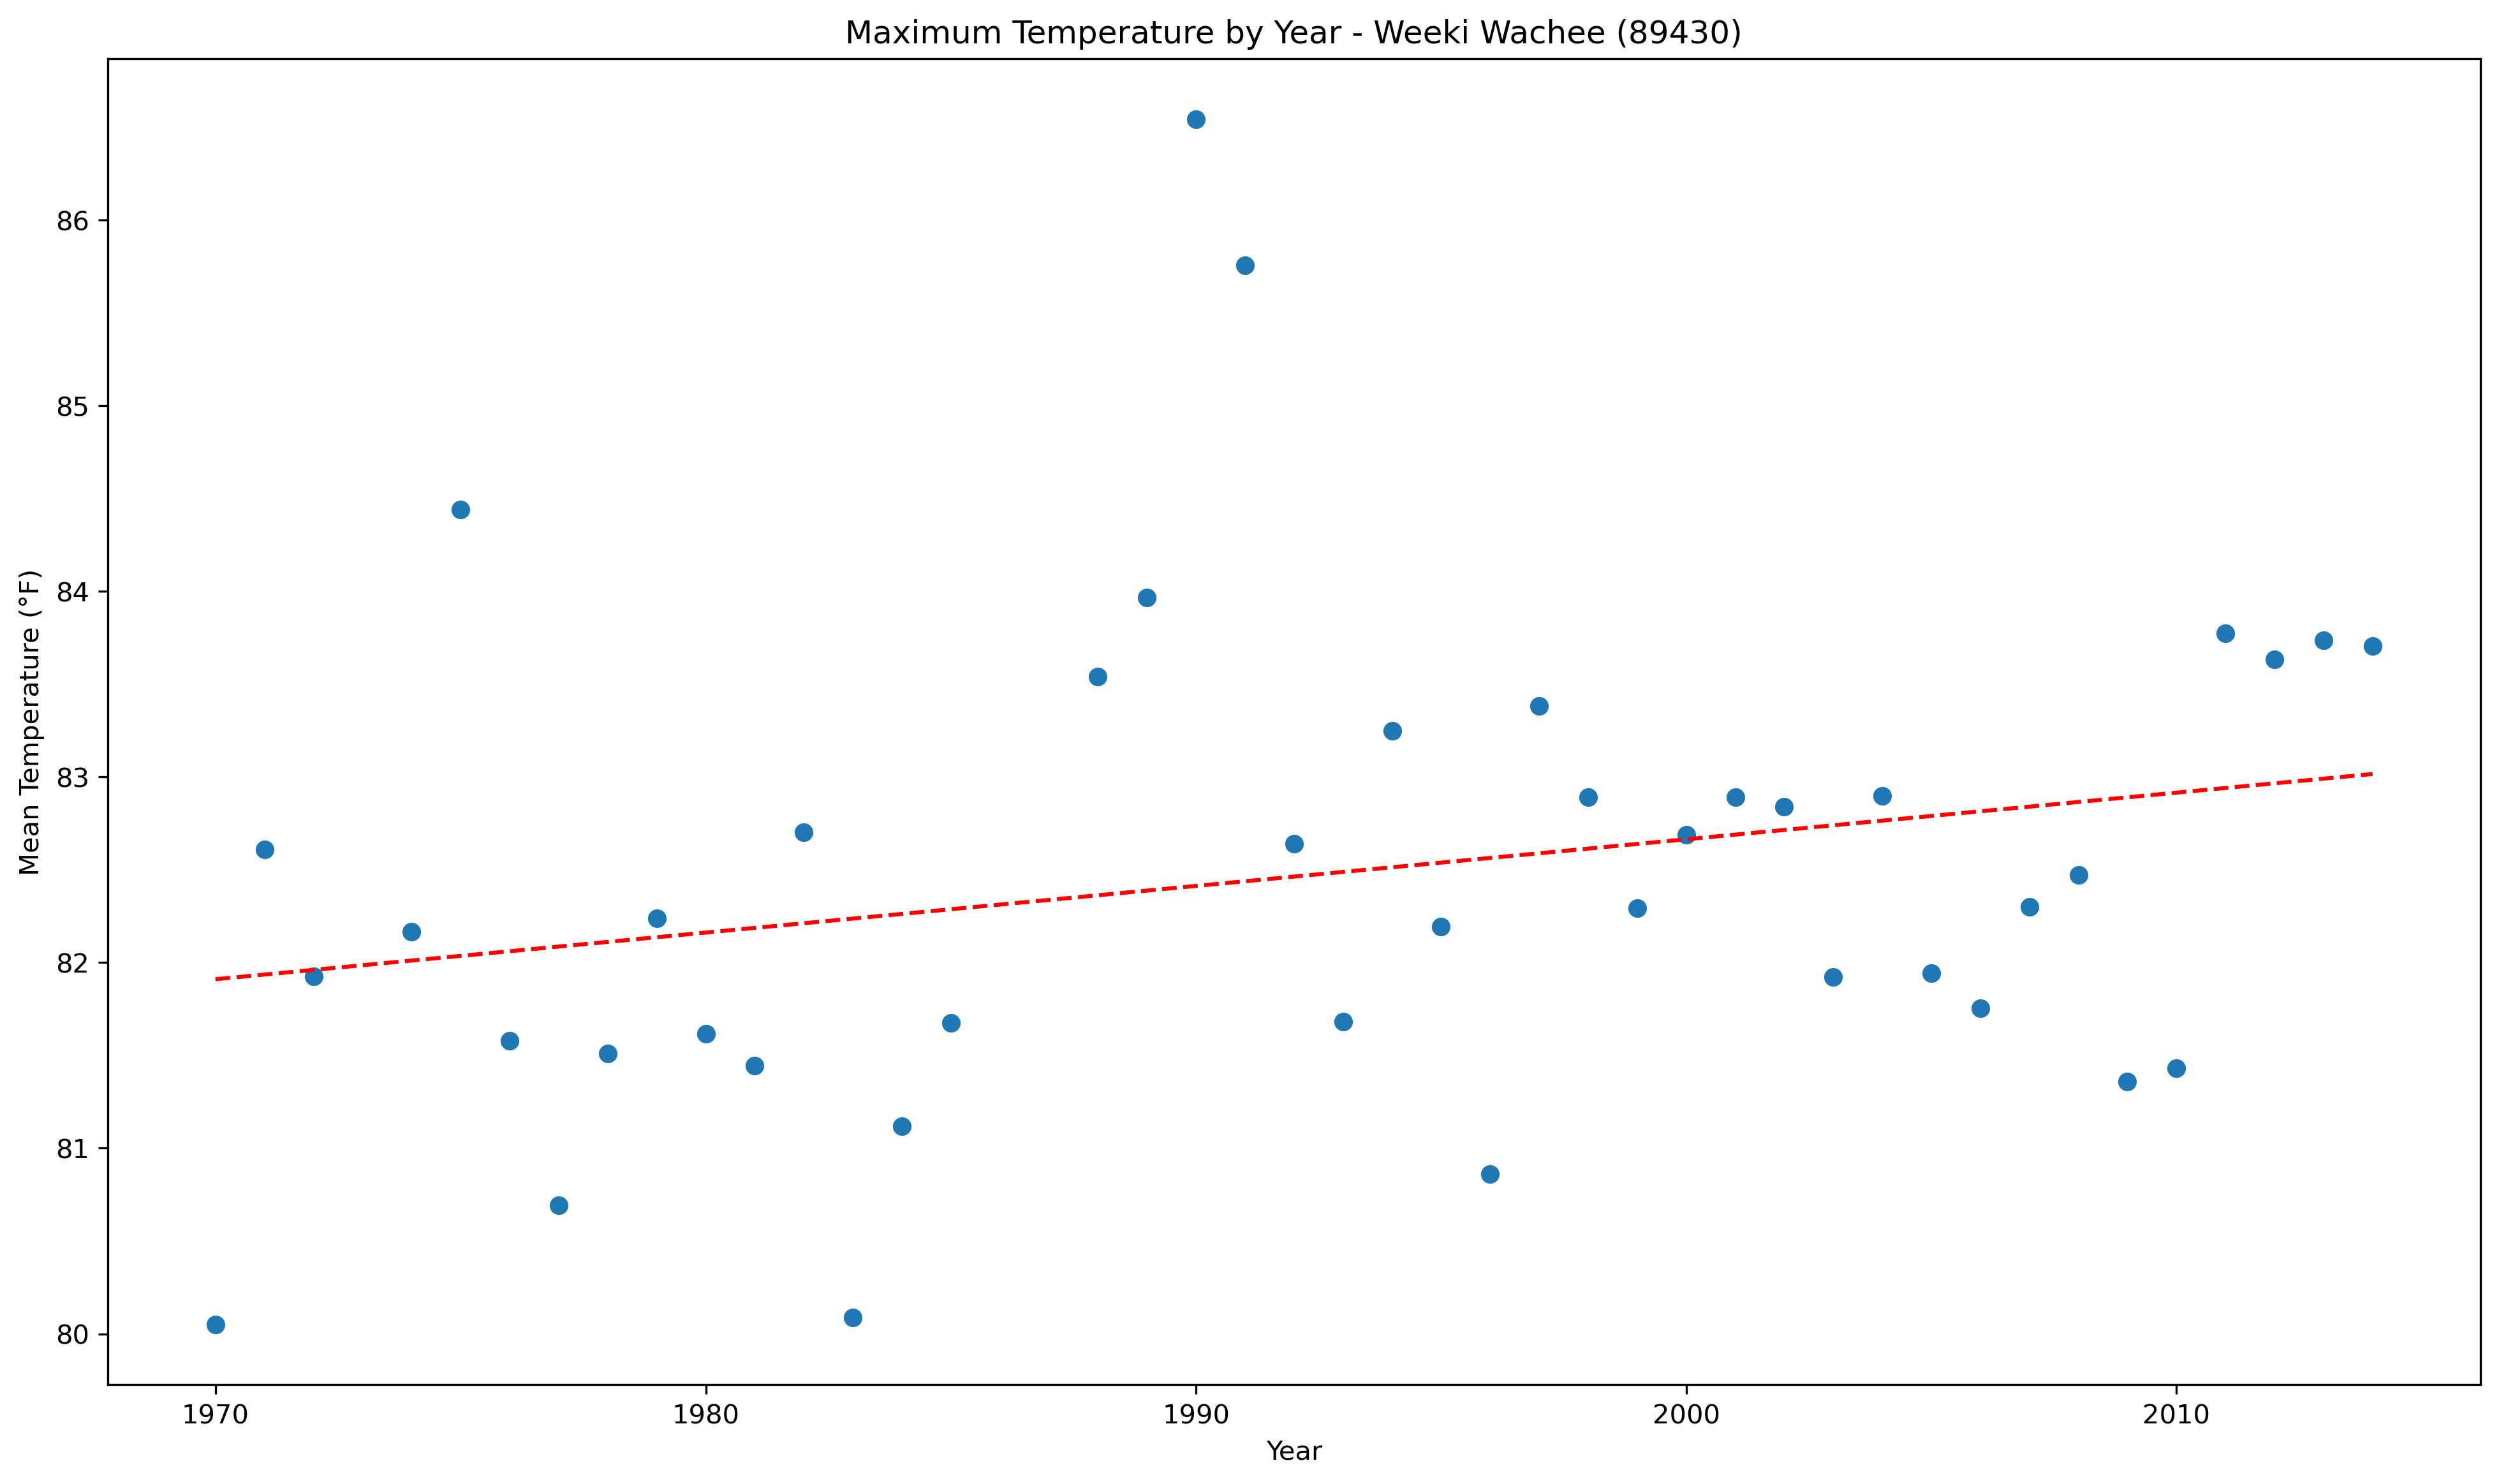 Maximum Temperature by Year - Weeki Wachee (89430)
Mean Temperature (°F)
86
85
84
83
82
81
80
1970 1980 1990 2000 2010
Year